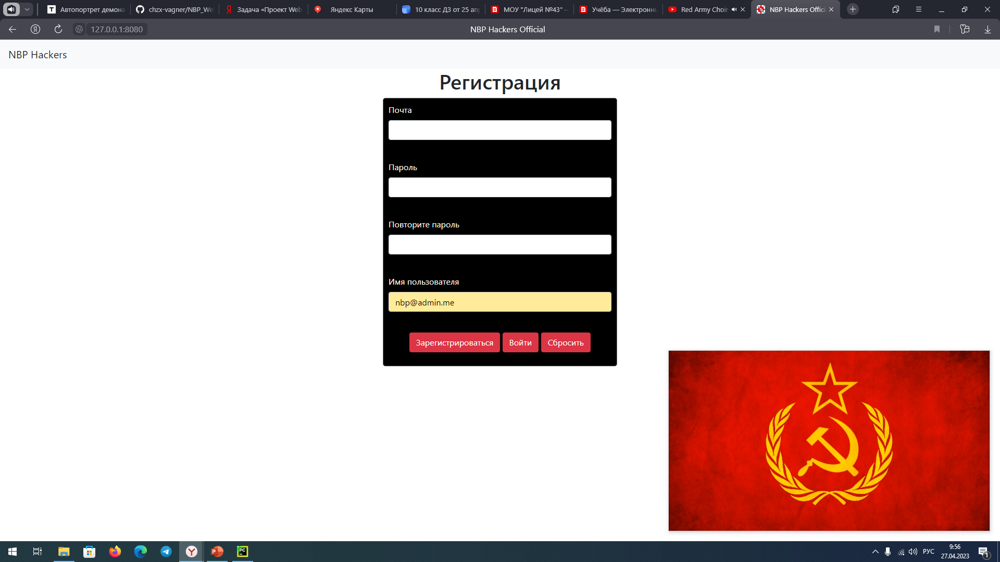 Автопортрет демона
chzx-vagner/NBP_We
Задача «Проект Web
Яндекс Карты
10 класс ДЗ от 25 апр
МОУ "Лицей №43" –
Учёба — Электронны
Red Army Choir
NBP Hackers Offici
127.0.0.1:8080
NBP Hackers Official
NBP Hackers
Регистрация
Почта
Пароль
Повторите пароль
Имя пользователя
nbp@admin.me
Зарегистрироваться Войти Сбросить
РУС
9:56
27.04.2023
1